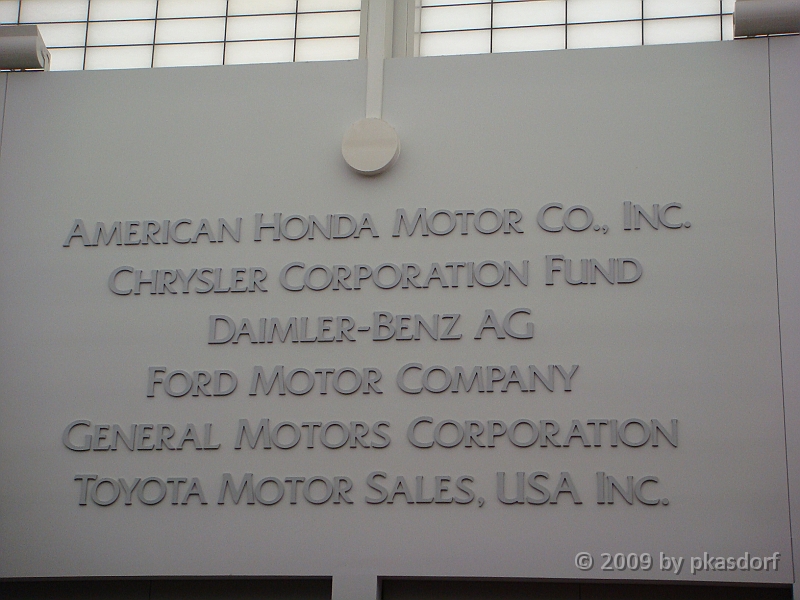 American Honda Motor Co., Inc.
Chrysler Corporation Fund
Daimler-Benz AG
Ford Motor Company
General Motors Corporation
Toyota Motor Sales, USA Inc.
© 2009 by pkasdorf